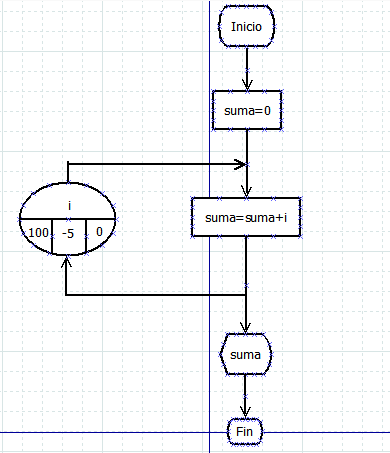 Inicio
suma=0
i
100 -5 0
suma=suma+i
suma
Fin